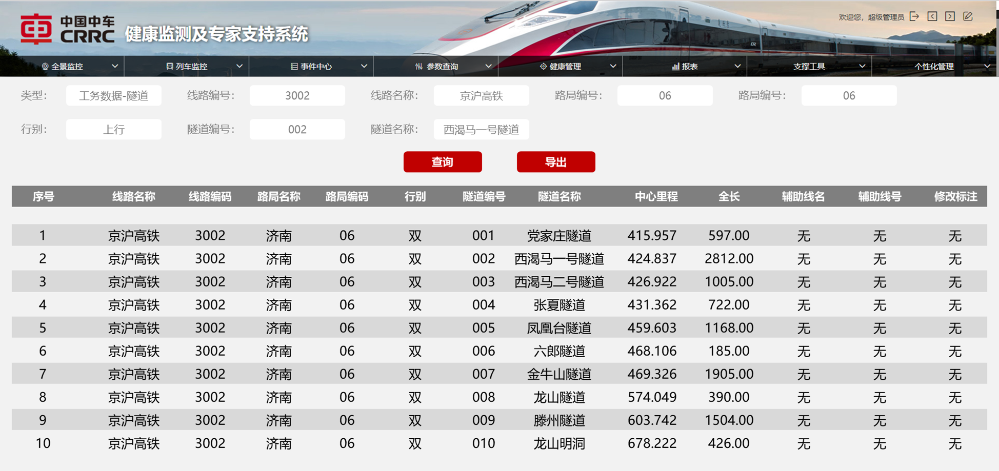 中国中车
CRRC
健康监测及专家支持系统
欢迎您，超级管理员
全景监控 列车监控 事件中心 参数查询 健康管理 报表 支撑工具 个性化管理
类型： 工务数据-隧道 线路编号： 3002 线路名称： 京沪高铁 路局编号： 06 路局编号： 06
行别： 上行 隧道编号： 002 隧道名称： 西渴马一号隧道
查询 导出
序号 线路名称 线路编码 路局名称 路局编码 行别 隧道编号 隧道名称 中心里程 全长 辅助线名 辅助线号 修改标注
1 京沪高铁 3002 济南 06 双 001 党家庄隧道 415.957 597.00 无 无 无
2 京沪高铁 3002 济南 06 双 002 西渴马一号隧道 424.837 2812.00 无 无 无
3 京沪高铁 3002 济南 06 双 003 西渴马二号隧道 426.922 1005.00 无 无 无
4 京沪高铁 3002 济南 06 双 004 张夏隧道 431.362 722.00 无 无 无
5 京沪高铁 3002 济南 06 双 005 凤凰台隧道 459.603 1168.00 无 无 无
6 京沪高铁 3002 济南 06 双 006 六郎隧道 468.106 185.00 无 无 无
7 京沪高铁 3002 济南 06 双 007 金牛山隧道 469.326 1905.00 无 无 无
8 京沪高铁 3002 济南 06 双 008 龙山隧道 574.049 390.00 无 无 无
9 京沪高铁 3002 济南 06 双 009 滕州隧道 603.742 1504.00 无 无 无
10 京沪高铁 3002 济南 06 双 010 龙山明洞 678.222 426.00 无 无 无